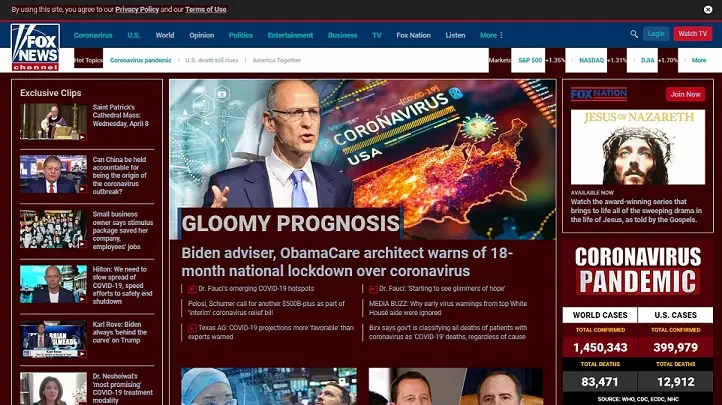 By using this site, you agree to our Privacy Policy and our Terms of Use.
FOX
NEWS
channel
Coronavirus U.S. World Opinion Politics Entertainment Business TV Fox Nation Listen More
Login
Watch TV
Hot Topics Coronavirus pandemic U.S. death toll rises America Together
Markets S&P 500 +1.35% NASDAQ +1.31% DJIA +1.70% More
Exclusive Clips
Saint Patrick's
Cathedral Mass:
Wednesday, April 8
Can China be held
accountable for
being the origin of
the coronavirus
outbreak?
Small business
owner says stimulus
package saved her
company,
employees' jobs
Hilton: We need to
slow spread of
COVID-19, speed
efforts to safely end
shutdown
Karl Rove: Biden
always 'behind the
curve' on Trump
BRIAN
KILMEADE
Dr. Nesheiwat's
'most promising'
COVID-19 treatment
modality
COVID-19
CORONAVIRUS
USA
GLOOMY PROGNOSIS
Biden adviser, ObamaCare architect warns of 18-
month national lockdown over coronavirus
Dr. Fauci's emerging COVID-19 hotspots
Pelosi, Schumer call for another $500B-plus as part of
'interim' coronavirus relief bill
Texas AG: COVID-19 projections more 'favorable' than
experts warned
Dr. Fauci: 'Starting to see glimmers of hope'
MEDIA BUZZ: Why early virus warnings from top White
House aide were ignored
Birx says gov't is classifying all deaths of patients with
coronavirus as 'COVID-19' deaths, regardless of cause
FOX NATION
Join Now
JESUS OF NAZARETH
AVAILABLE NOW
Watch the award-winning series that
brings to life all of the sweeping drama in
the life of Jesus, as told by the Gospels.
CORONAVIRUS
PANDEMIC
WORLD CASES U.S. CASES
TOTAL CONFIRMED TOTAL CONFIRMED
1,450,343 399,979
TOTAL DEATHS TOTAL DEATHS
83,471 12,912
SOURCE: WHO, CDC, ECDC, NHC